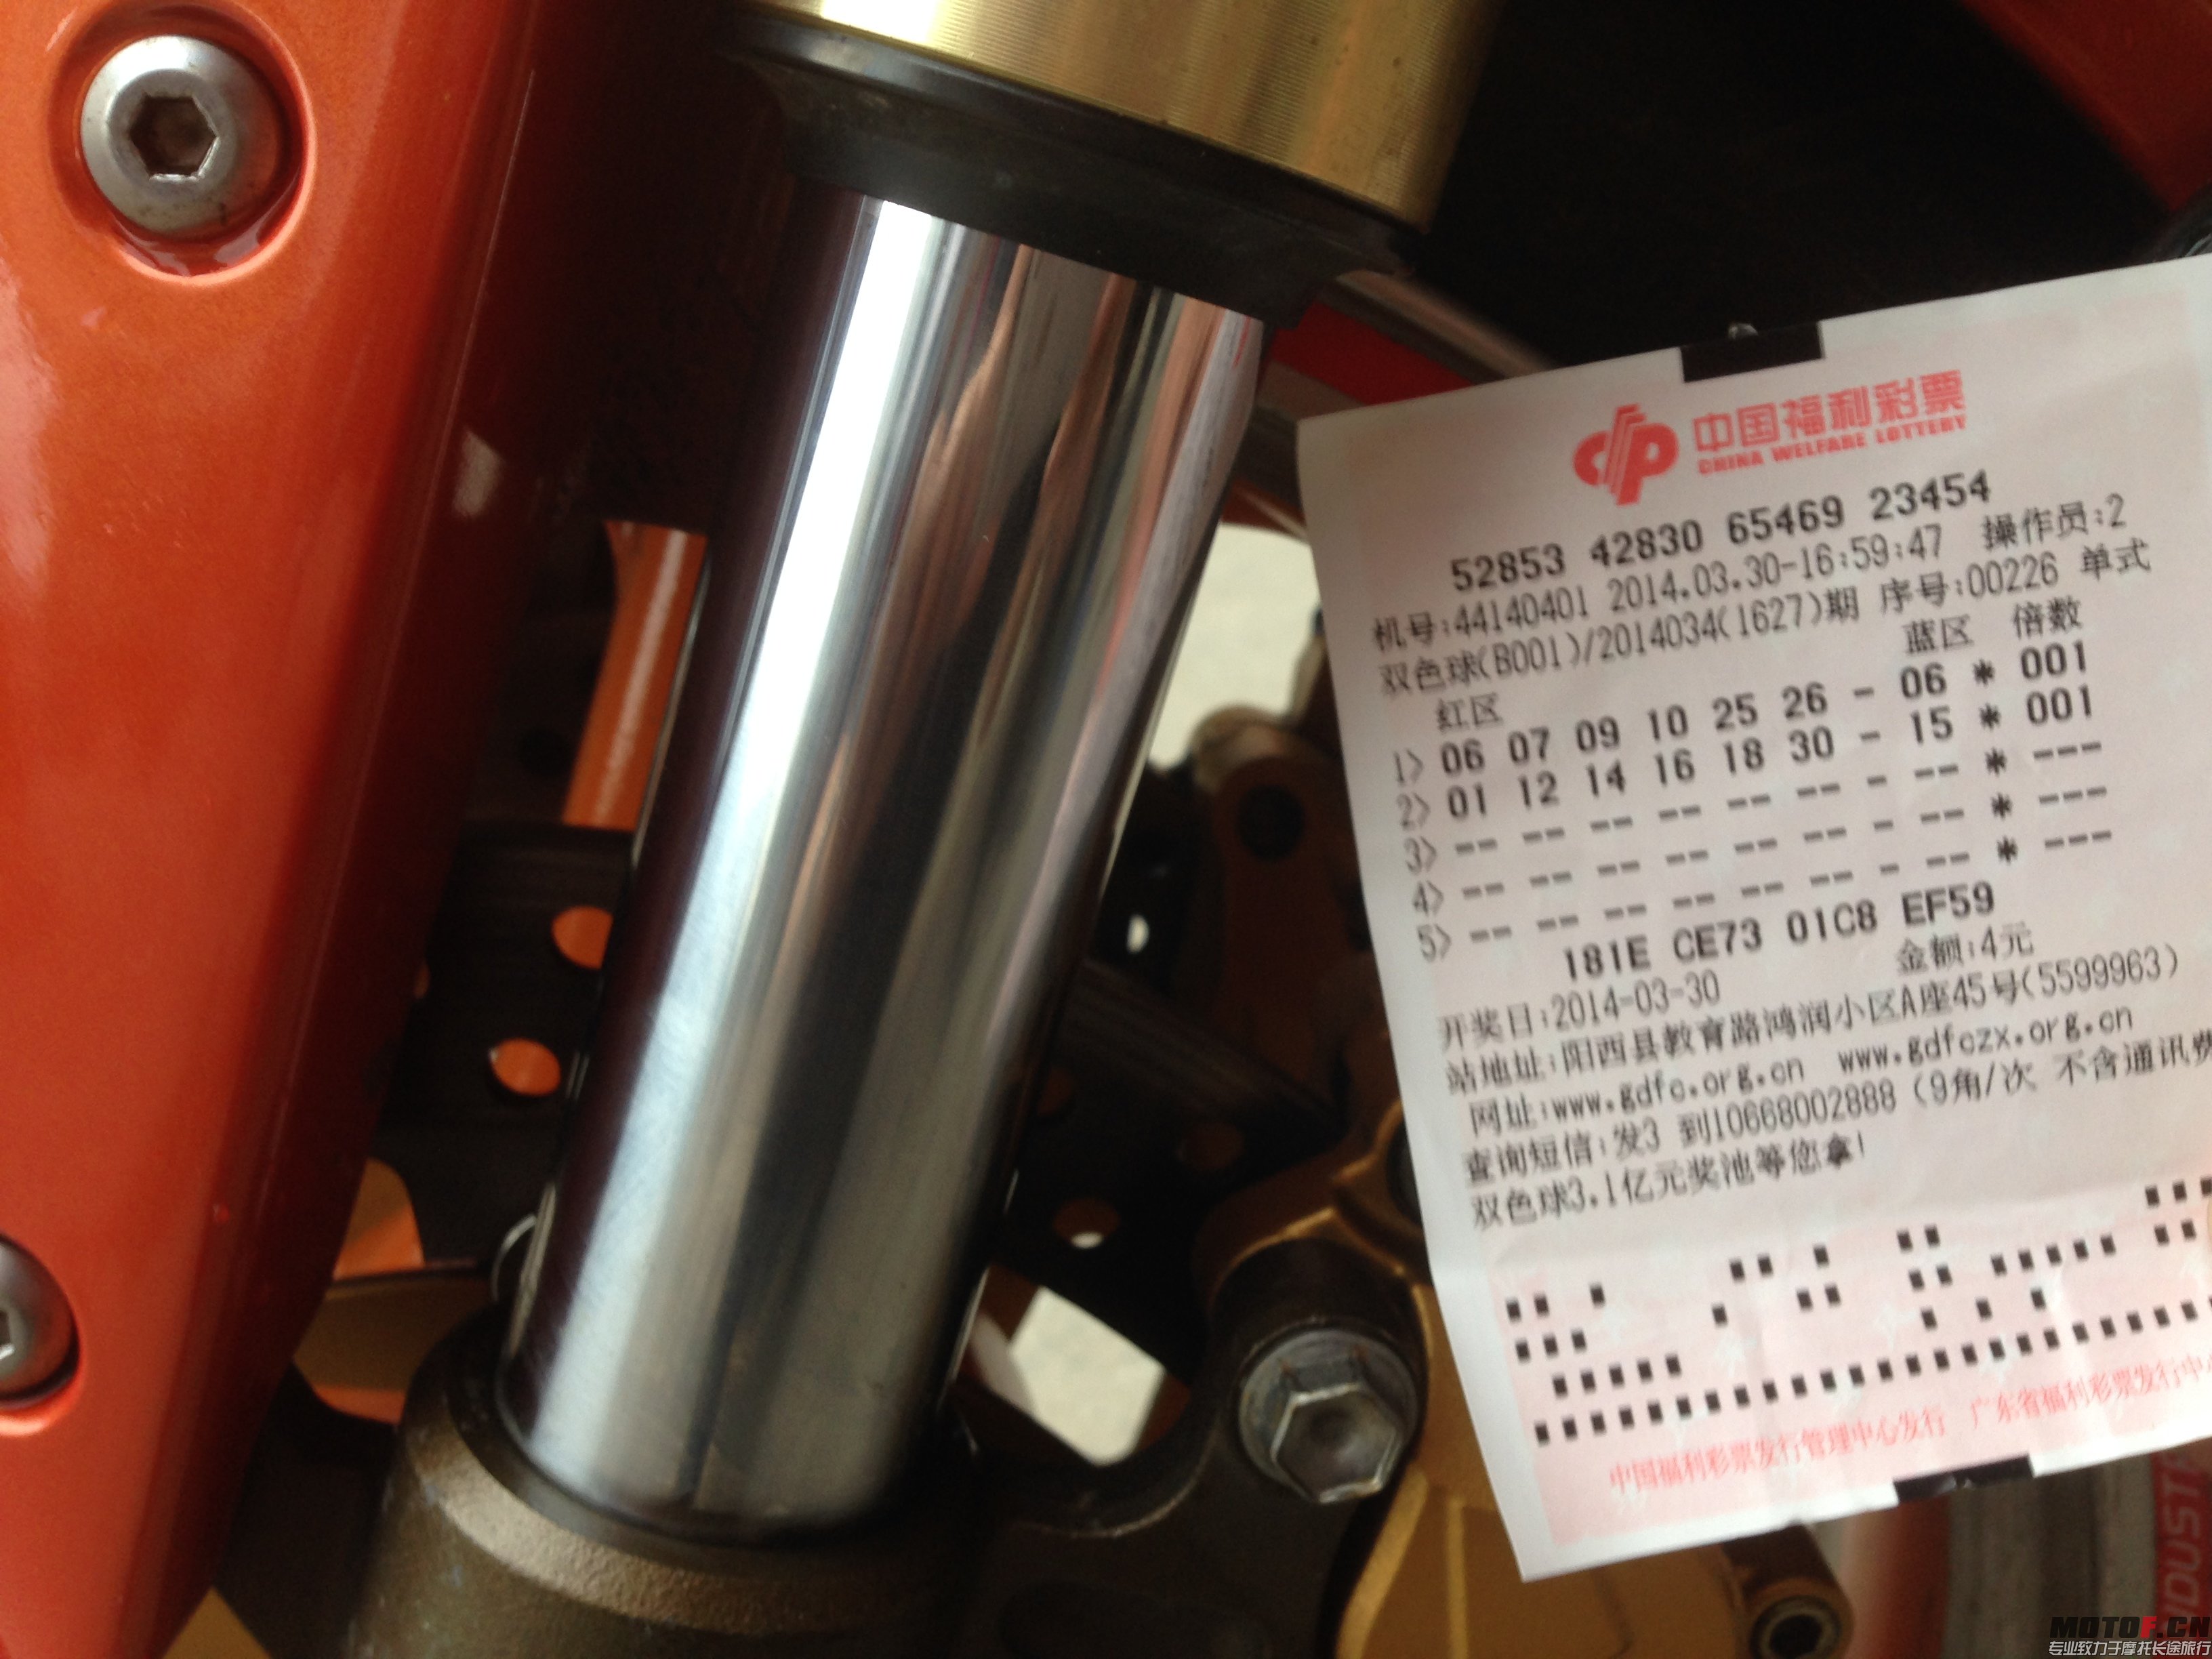 中国福利彩票
CHINA WELFARE LOTTERY
52853 42830 65469 23454
机号:44140401 2014.03.30-16:59:47 操作员:2
双色球(B001)/2014034(1627)期 序号:00226 单式
红区 蓝区 倍数
1> 06 07 09 10 25 26 - 06 * 001
2> 01 12 14 16 18 30 - 15 * 001
3> -- -- -- -- -- -- - -- * ---
4> -- -- -- -- -- -- - -- * ---
5> -- -- -- -- -- -- - -- * ---
181E CE73 01C8 EF59
开奖日:2014-03-30 金额:4元
站地址:阳西县教育路鸿润小区A座45号(5599963)
网址:www.gdfc.org.cn www.gdfczx.org.cn
查询短信:发3 到10668002888 (9角/次 不含通讯费
双色球3.1亿元奖池等您拿!
中国福利彩票发行管理中心发行 广东省福利彩票发行中
DUSTR
MOTOF.CN
专业致力于摩托长途旅行